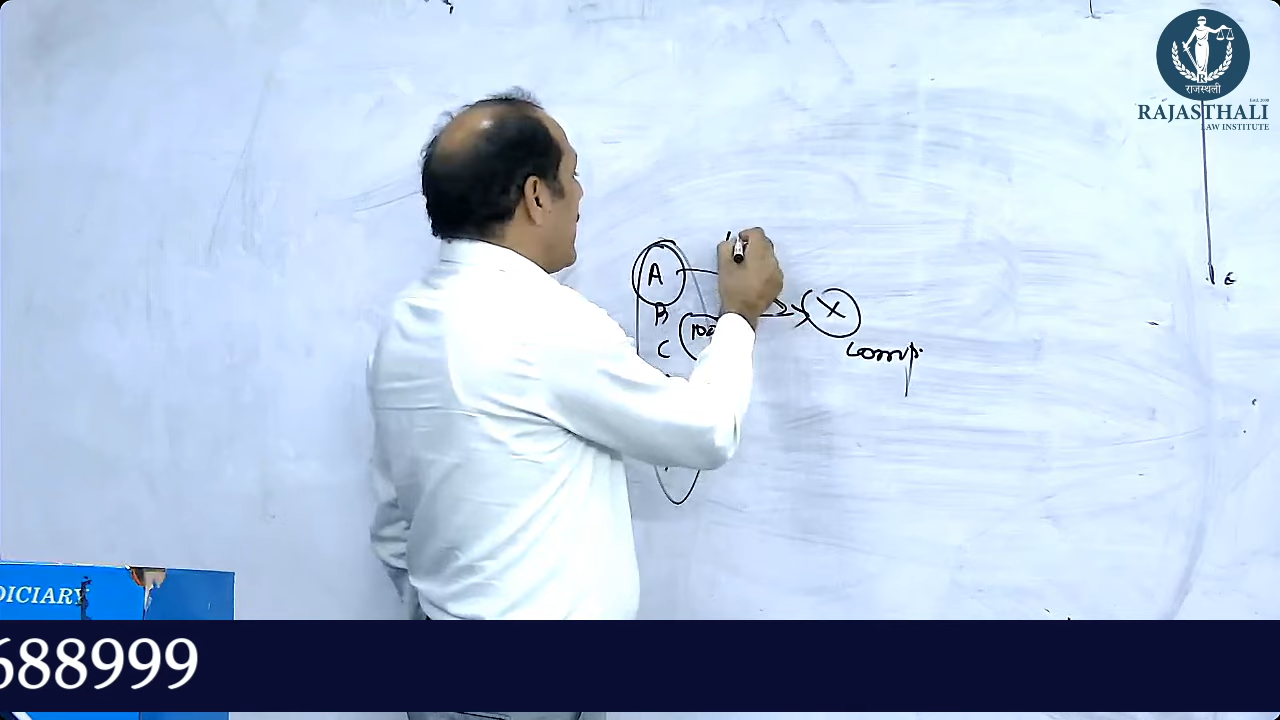 राजस्थली
RAJASTHALI
LAW INSTITUTE
A
B
C
X
comp.
DICIARY
688999